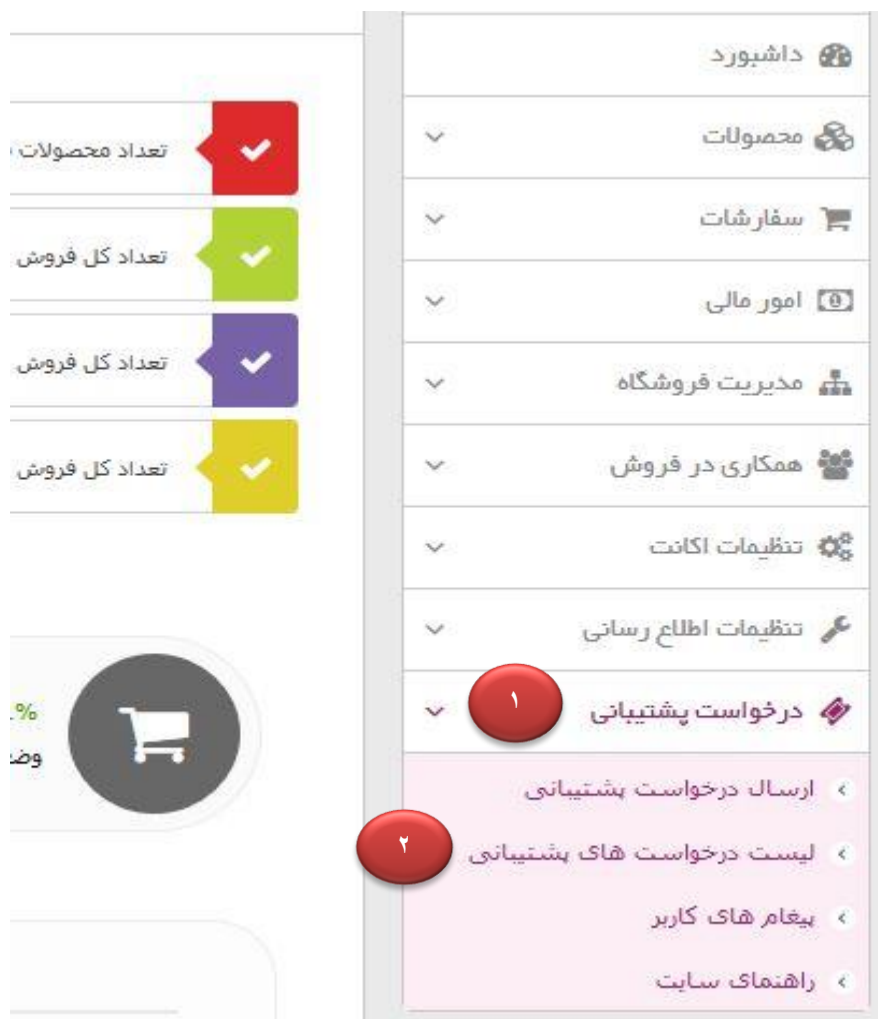 داشبورد
محصولات
سفارشات
امور مالی
مدیریت فروشگاه
همکاری در فروش
تنظیمات اکانت
تنظیمات اطلاع رسانی
درخواست پشتیبانی
۱
ارسال درخواست پشتیبانی
لیست درخواست های پشتیبانی
۲
پیغام های کاربر
راهنمای سایت
تعداد محصولات
تعداد کل فروش
تعداد کل فروش
تعداد کل فروش
%